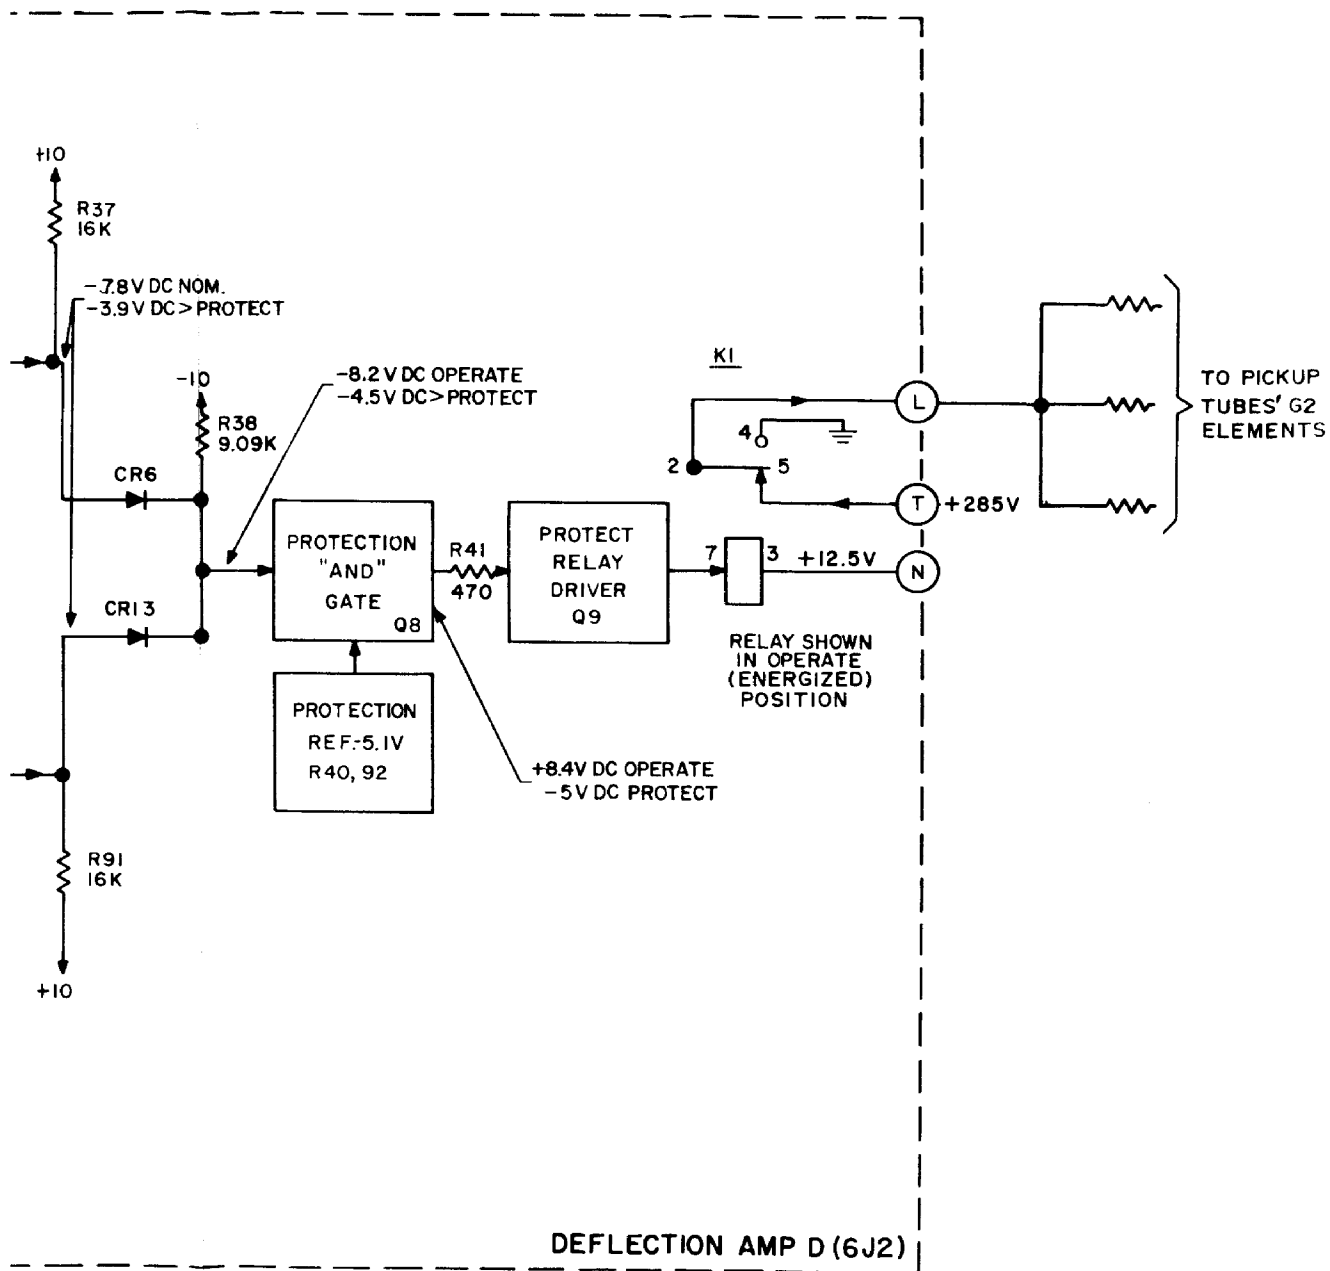 +10
R37
16K
-7.8V DC NOM.
-3.9V DC>PROTECT
-10
R38
9.09K
-8.2V DC OPERATE
-4.5V DC>PROTECT
K1
L
4
2
5
T
+285V
TO PICKUP
TUBES' G2
ELEMENTS
CR6
PROTECTION
"AND"
GATE
Q8
R41
470
PROTECT
RELAY
DRIVER
Q9
7
3
+12.5V
N
CR13
RELAY SHOWN
IN OPERATE
(ENERGIZED)
POSITION
PROTECTION
REF:-5.1V
R40, 92
+8.4V DC OPERATE
-5V DC PROTECT
R91
16K
+10
DEFLECTION AMP D (6J2)